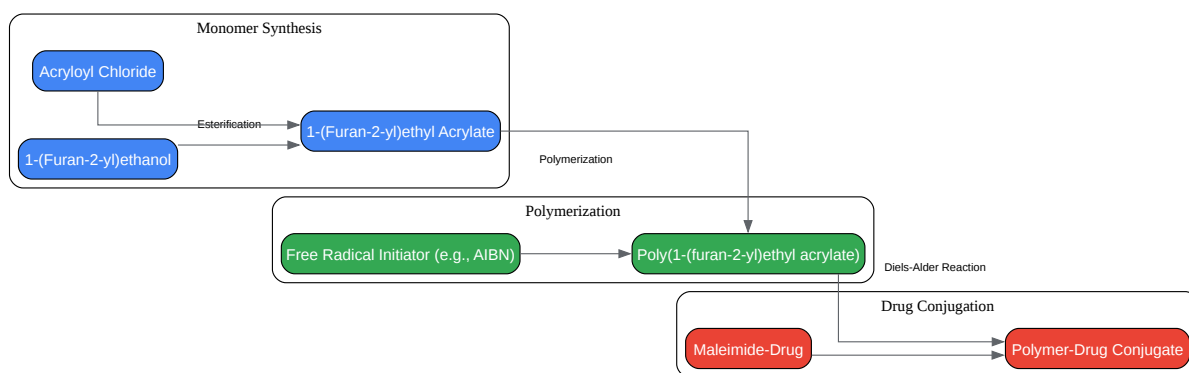 Monomer Synthesis
Acryloyl Chloride
Esterification
1-(Furan-2-yl)ethyl Acrylate
1-(Furan-2-yl)ethanol
Polymerization
Polymerization
Free Radical Initiator (e.g., AIBN)
Poly(1-(furan-2-yl)ethyl acrylate)
Diels-Alder Reaction
Drug Conjugation
Maleimide-Drug
Polymer-Drug Conjugate